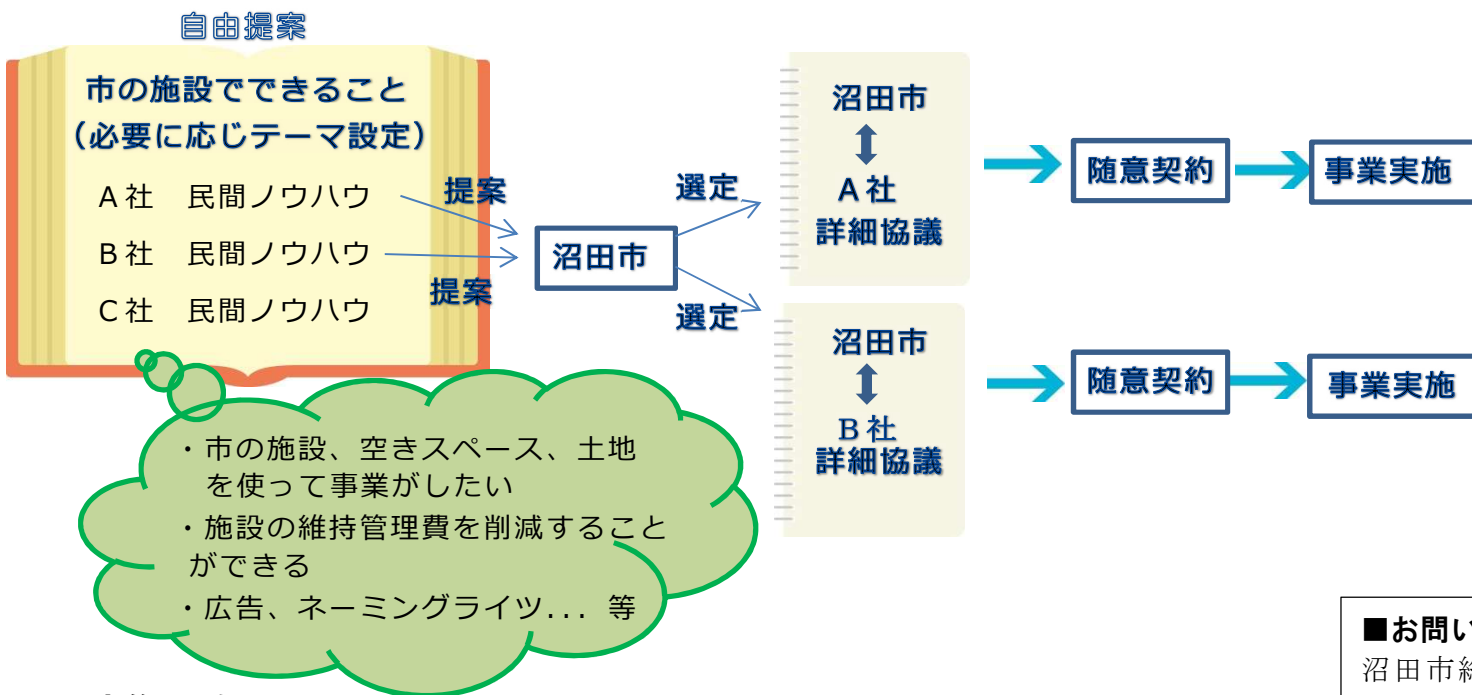 自由提案
市の施設でできること
（必要に応じテーマ設定）
A社　民間ノウハウ
B社　民間ノウハウ
C社　民間ノウハウ
提案
提案
沼田市
選定
選定
沼田市
A社
詳細協議
随意契約
事業実施
沼田市
B社
詳細協議
随意契約
事業実施
・市の施設、空きスペース、土地
を使って事業がしたい
・施設の維持管理費を削減すること
ができる
・広告、ネーミングライツ... 等
■お問い
沼田市